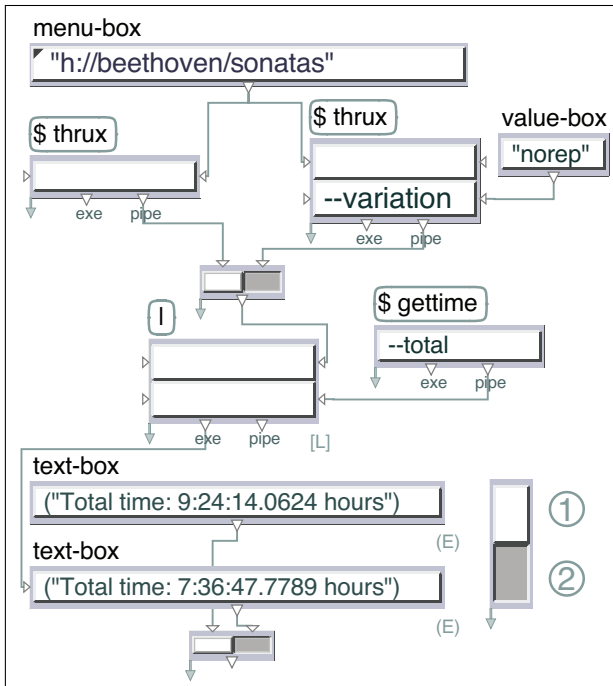 menu-box
"h://beethoven/sonatas"
$ thrux
$ thrux
value-box
"norep"
--variation
exe pipe
exe pipe
|
$ gettime
--total
exe pipe
exe pipe
[L]
text-box
("Total time: 9:24:14.0624 hours")
(E)
①
text-box
②
("Total time: 7:36:47.7789 hours")
(E)